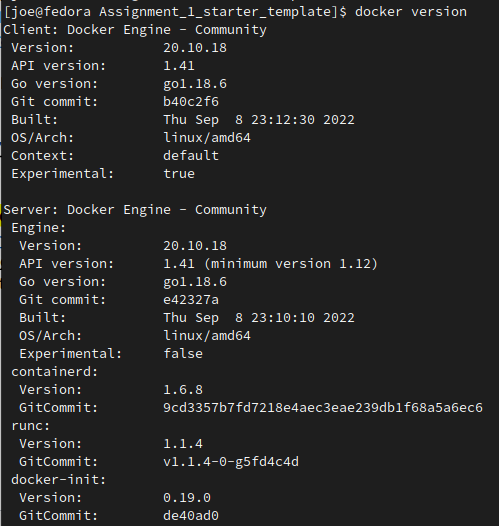 [joe@fedora Assignment_1_starter_template]$ docker version
Client: Docker Engine - Community
 Version:           20.10.18
 API version:       1.41
 Go version:        go1.18.6
 Git commit:        b40c2f6
 Built:             Thu Sep  8 23:12:30 2022
 OS/Arch:           linux/amd64
 Context:           default
 Experimental:      true

Server: Docker Engine - Community
 Engine:
  Version:          20.10.18
  API version:      1.41 (minimum version 1.12)
  Go version:       go1.18.6
  Git commit:       e42327a
  Built:            Thu Sep  8 23:10:10 2022
  OS/Arch:          linux/amd64
  Experimental:     false
 containerd:
  Version:          1.6.8
  GitCommit:        9cd3357b7fd7218e4aec3eae239db1f68a5a6ec6
 runc:
  Version:          1.1.4
  GitCommit:        v1.1.4-0-g5fd4c4d
 docker-init:
  Version:          0.19.0
  GitCommit:        de40ad0